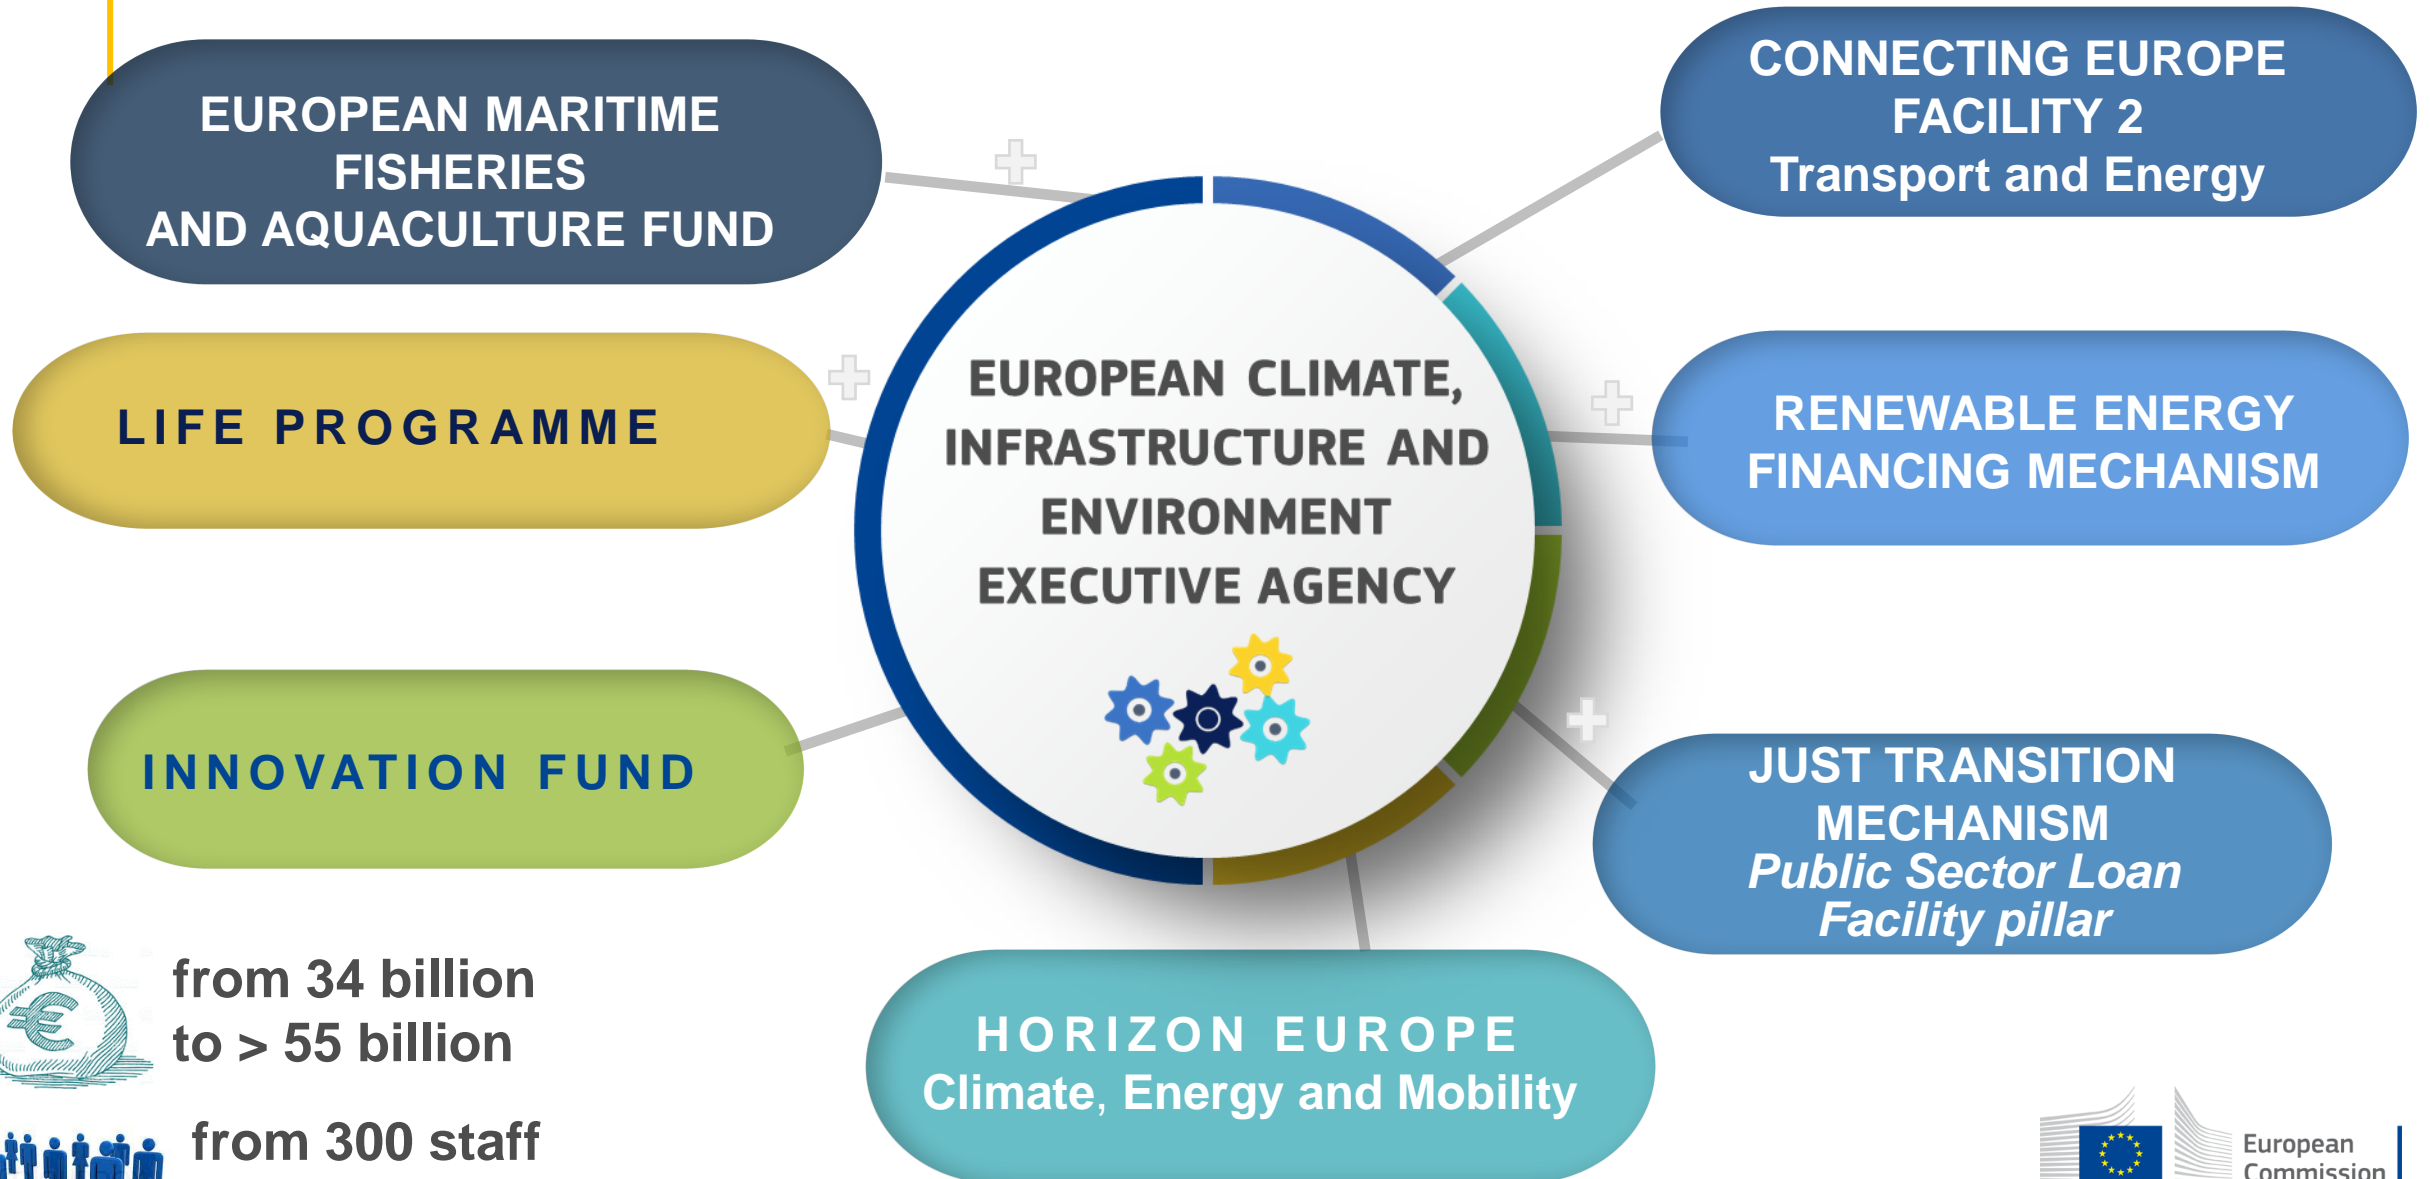 EUROPEAN MARITIME
FISHERIES
AND AQUACULTURE FUND
LIFE PROGRAMME
INNOVATION FUND
EUROPEAN CLIMATE,
INFRASTRUCTURE AND
ENVIRONMENT
EXECUTIVE AGENCY
CONNECTING EUROPE
FACILITY 2
Transport and Energy
RENEWABLE ENERGY
FINANCING MECHANISM
JUST TRANSITION
MECHANISM
Public Sector Loan
Facility pillar
HORIZON EUROPE
Climate, Energy and Mobility
€
from 34 billion
to > 55 billion
from 300 staff
European
Commission